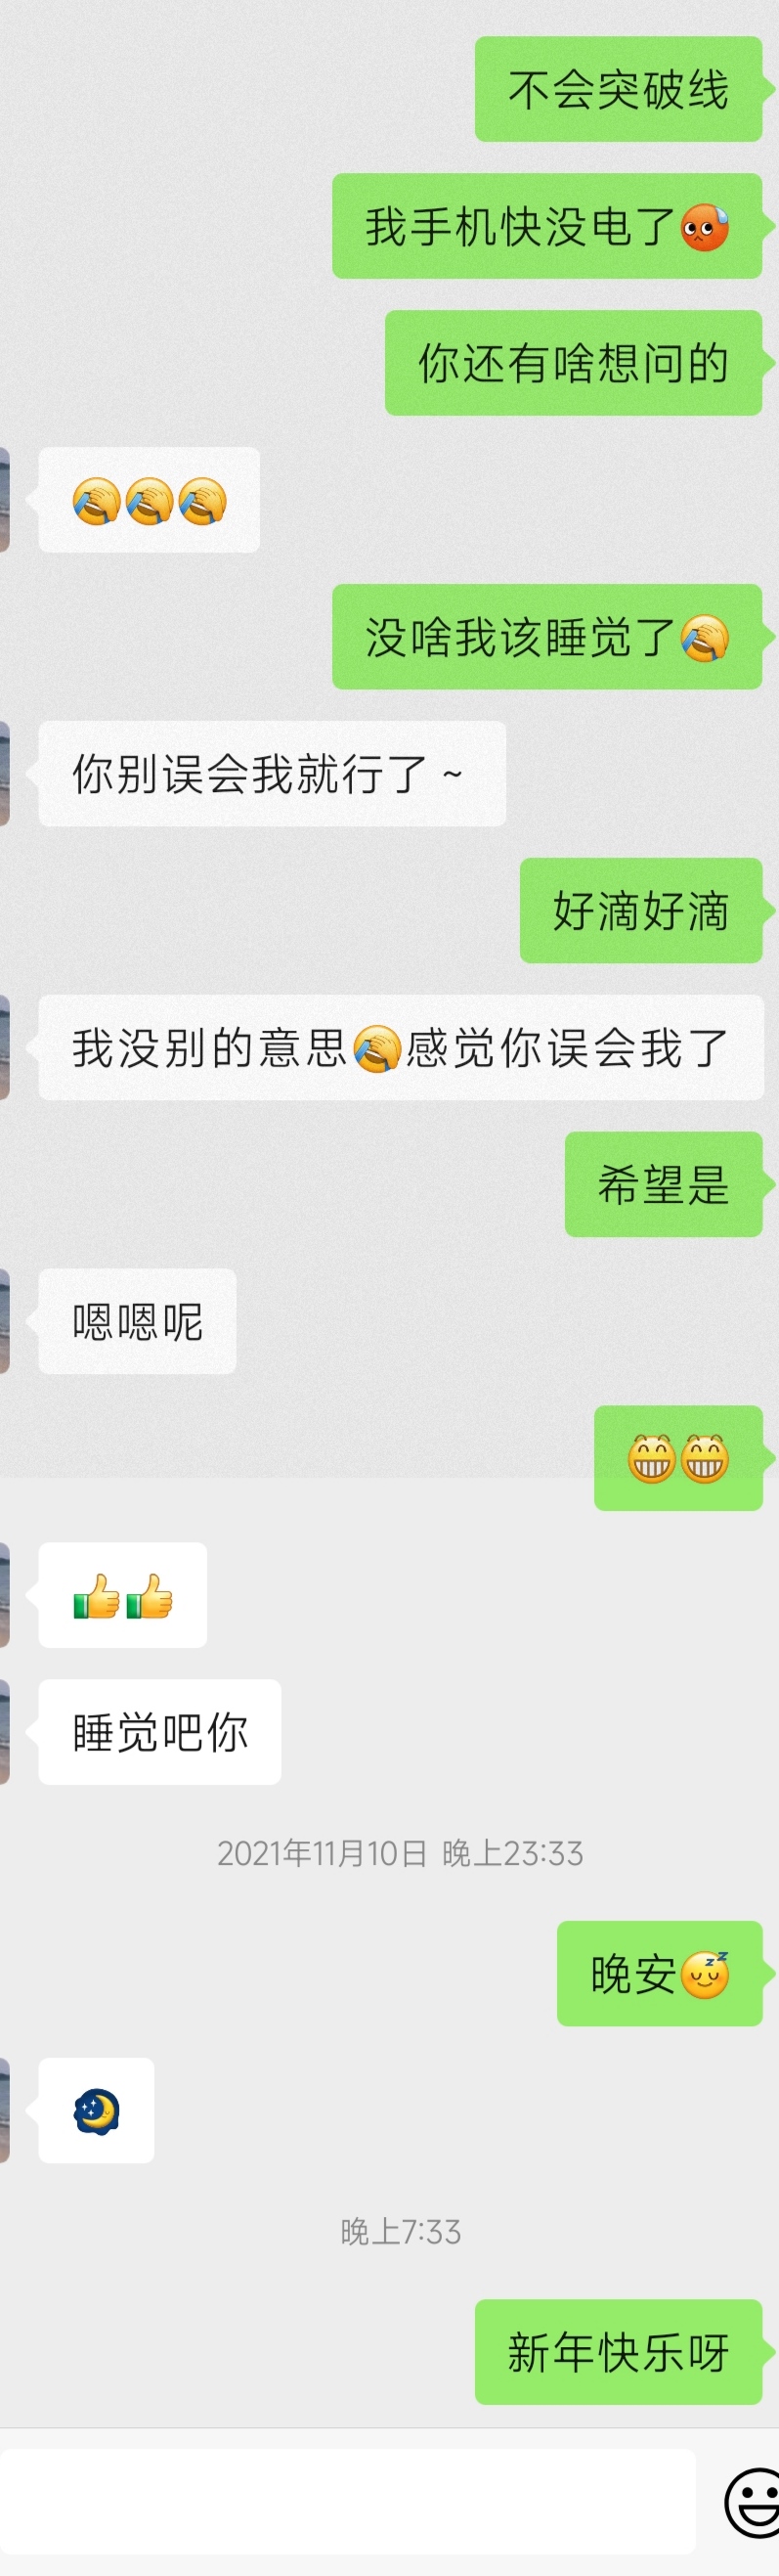 不会突破线
我手机快没电了
你还有啥想问的
没啥我该睡觉了
你别误会我就行了 ~
好滴好滴
我没别的意思🤣感觉你误会我了
希望是
嗯嗯呢
睡觉吧你
2021年11月10日 晚上23:33
晚安
晚上7:33
新年快乐呀